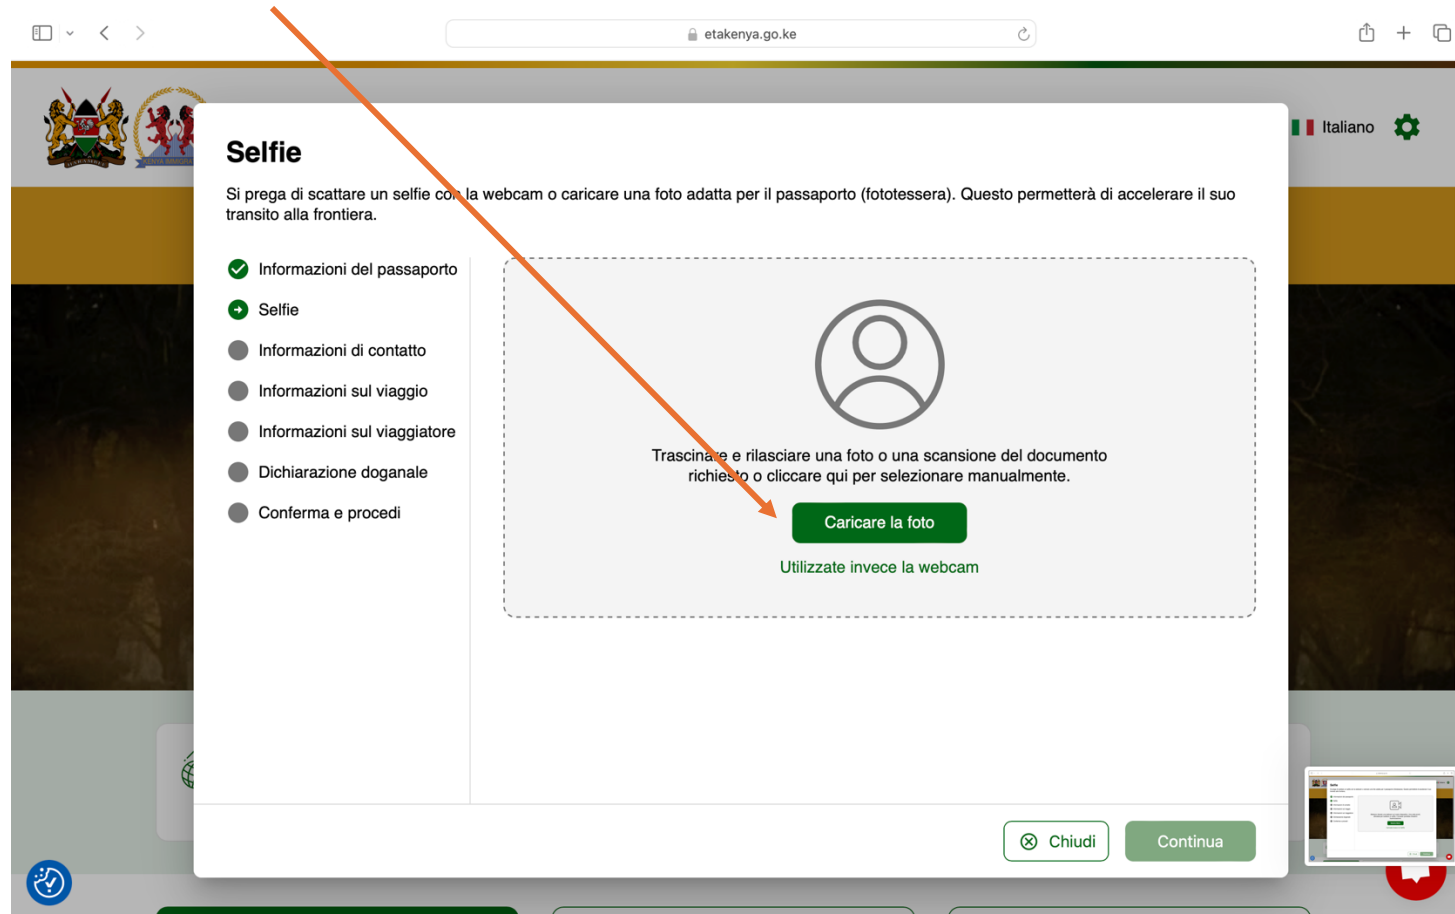 etakenya.go.ke
Italiano
Selfie
Si prega di scattare un selfie con la webcam o caricare una foto adatta per il passaporto (fototessera). Questo permetterà di accelerare il suo
transito alla frontiera.
Informazioni del passaporto
Selfie
Informazioni di contatto
Informazioni sul viaggio
Informazioni sul viaggiatore
Dichiarazione doganale
Conferma e procedi
Trascinare e rilasciare una foto o una scansione del documento
richiesto o cliccare qui per selezionare manualmente.
Caricare la foto
Utilizzate invece la webcam
Chiudi
Continua